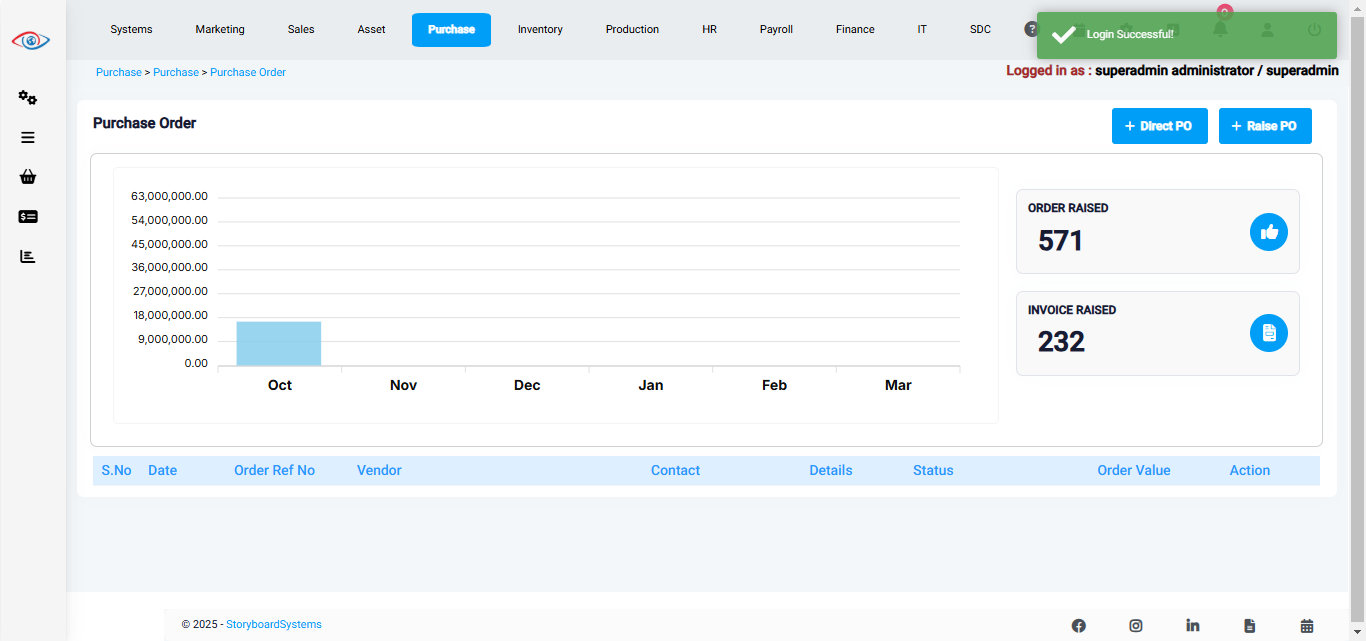 Systems Marketing Sales Asset Purchase Inventory Production HR Payroll Finance IT SDC ? 0
Login Successful!
Purchase > Purchase > Purchase Order
Logged in as : superadmin administrator / superadmin
Purchase Order
+ Direct PO + Raise PO
63,000,000.00
54,000,000.00
45,000,000.00
36,000,000.00
27,000,000.00
18,000,000.00
9,000,000.00
0.00
Oct Nov Dec Jan Feb Mar
ORDER RAISED
571
INVOICE RAISED
232
S.No Date Order Ref No Vendor Contact Details Status Order Value Action
© 2025 - StoryboardSystems